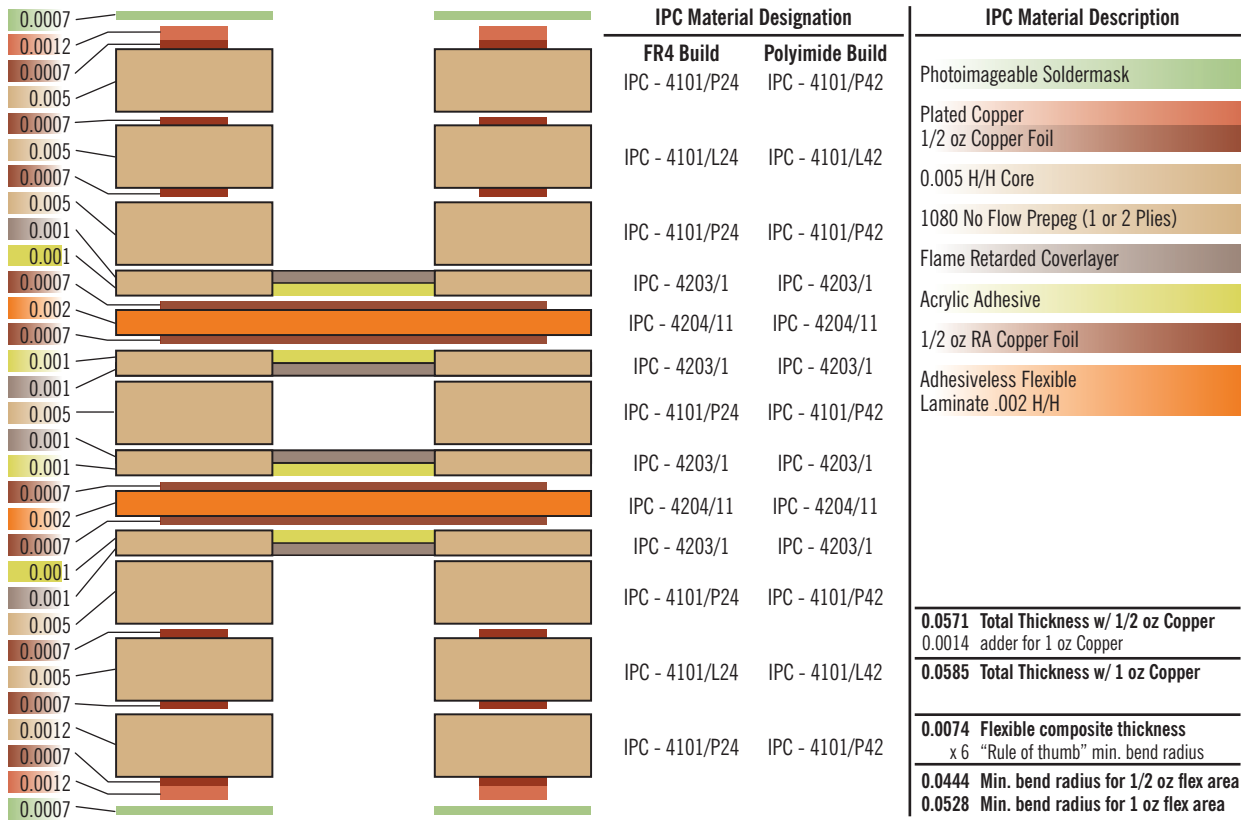 0.0007
0.0012
0.0007
0.005
0.0007
0.005
0.0007
0.005
0.001
0.001
0.0007
0.002
0.0007
0.001
0.001
0.005
0.001
0.001
0.0007
0.002
0.0007
0.001
0.001
0.005
0.0007
0.005
0.0007
0.0012
0.0007
0.0012
0.0007
IPC Material Designation
FR4 Build Polyimide Build
IPC - 4101/P24 IPC - 4101/P42
IPC - 4101/L24 IPC - 4101/L42
IPC - 4101/P24 IPC - 4101/P42
IPC - 4203/1 IPC - 4203/1
IPC - 4204/11 IPC - 4204/11
IPC - 4203/1 IPC - 4203/1
IPC - 4101/P24 IPC - 4101/P42
IPC - 4203/1 IPC - 4203/1
IPC - 4204/11 IPC - 4204/11
IPC - 4203/1 IPC - 4203/1
IPC - 4101/P24 IPC - 4101/P42
IPC - 4101/L24 IPC - 4101/L42
IPC - 4101/P24 IPC - 4101/P42
IPC Material Description
Photoimageable Soldermask
Plated Copper
1/2 oz Copper Foil
0.005 H/H Core
1080 No Flow Prepeg (1 or 2 Plies)
Flame Retarded Coverlayer
Acrylic Adhesive
1/2 oz RA Copper Foil
Adhesiveless Flexible
Laminate .002 H/H
0.0571 Total Thickness w/ 1/2 oz Copper
0.0014 adder for 1 oz Copper
0.0585 Total Thickness w/ 1 oz Copper
0.0074 Flexible composite thickness
x 6 “Rule of thumb” min. bend radius
0.0444 Min. bend radius for 1/2 oz flex area
0.0528 Min. bend radius for 1 oz flex area